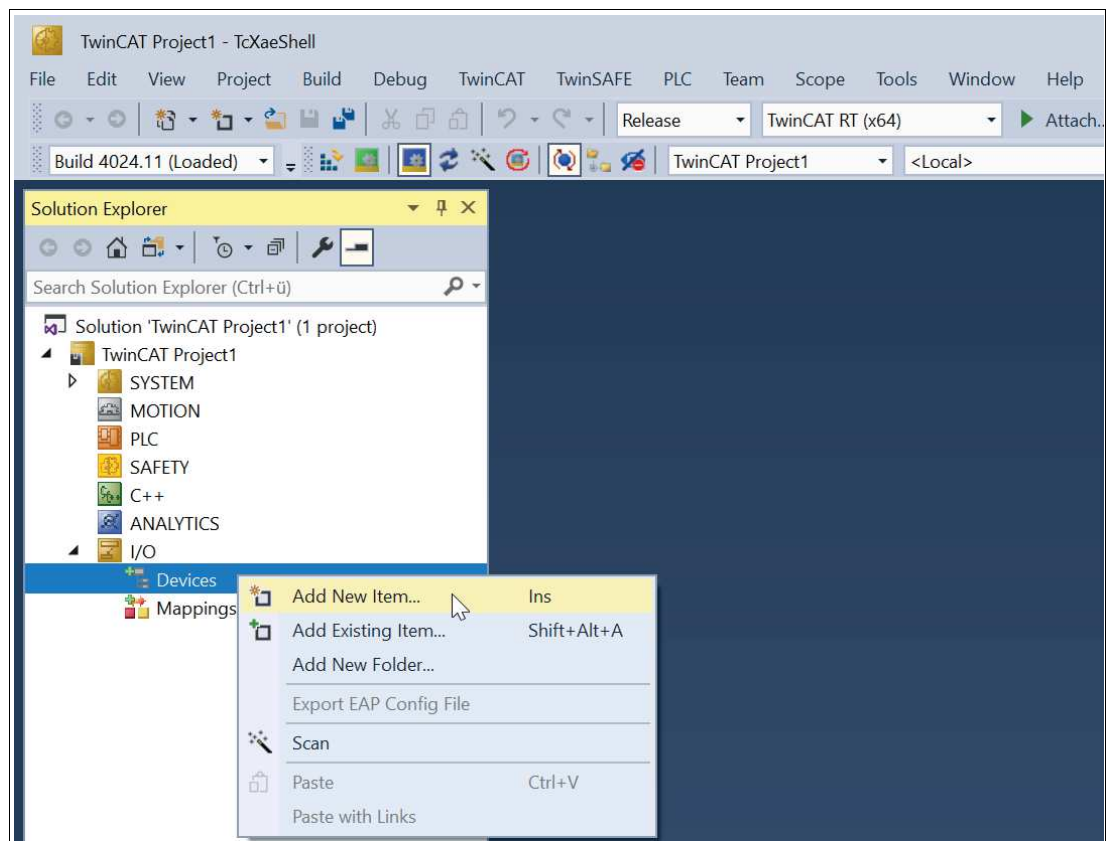 TwinCAT Project1 - TcXaeShell
File Edit View Project Build Debug TwinCAT TwinSAFE PLC Team Scope Tools Window Help
Release TwinCAT RT (x64) Attach..
Build 4024.11 (Loaded) TwinCAT Project1 <Local>
Solution Explorer
Search Solution Explorer (Ctrl+ü)
Solution 'TwinCAT Project1' (1 project)
TwinCAT Project1
SYSTEM
MOTION
PLC
SAFETY
C++
ANALYTICS
I/O
Devices
Mappings
Add New Item... Ins
Add Existing Item... Shift+Alt+A
Add New Folder...
Export EAP Config File
Scan
Paste Ctrl+V
Paste with Links